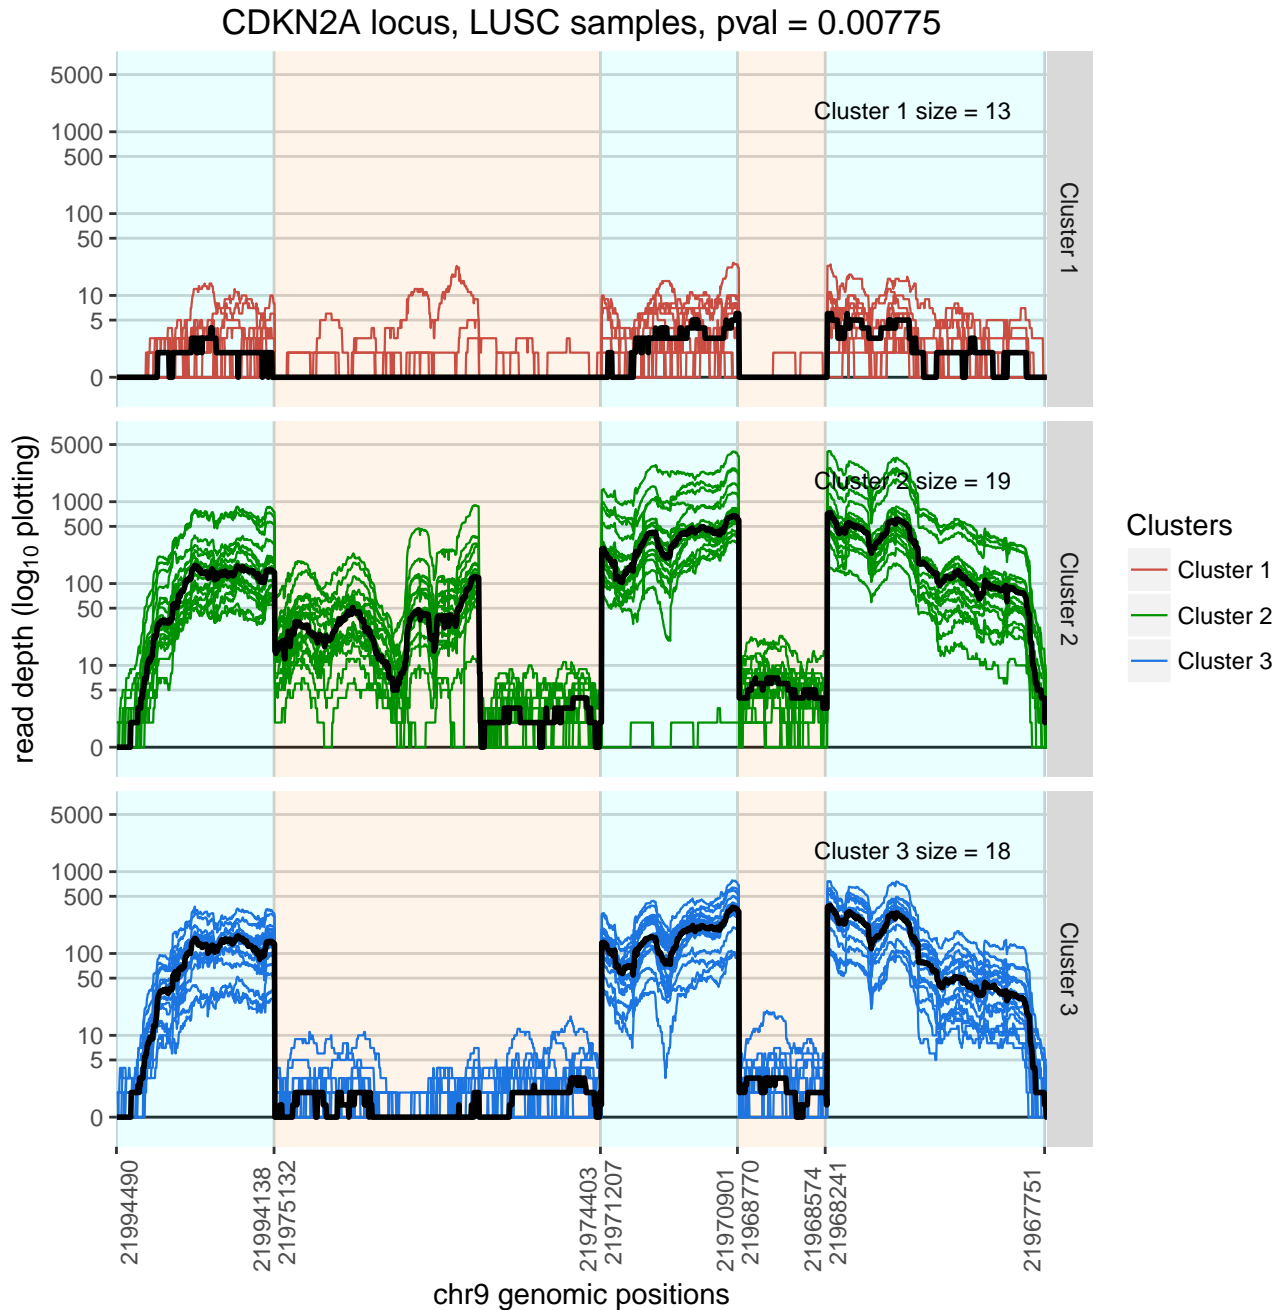 CDKN2A locus, LUSC samples, pval = 0.00775
5000
1000
500
100
50
10
5
0
Cluster 1 size = 13
Cluster 1
5000
1000
500
100
50
10
5
0
Cluster 2 size = 19
Cluster 2
5000
1000
500
100
50
10
5
0
Cluster 3 size = 18
Cluster 3
read depth (log10 plotting)
21994490
21994138
21975132
21974403
21971207
21970901
21968770
21968574
21968241
21967751
chr9 genomic positions
Clusters
Cluster 1
Cluster 2
Cluster 3